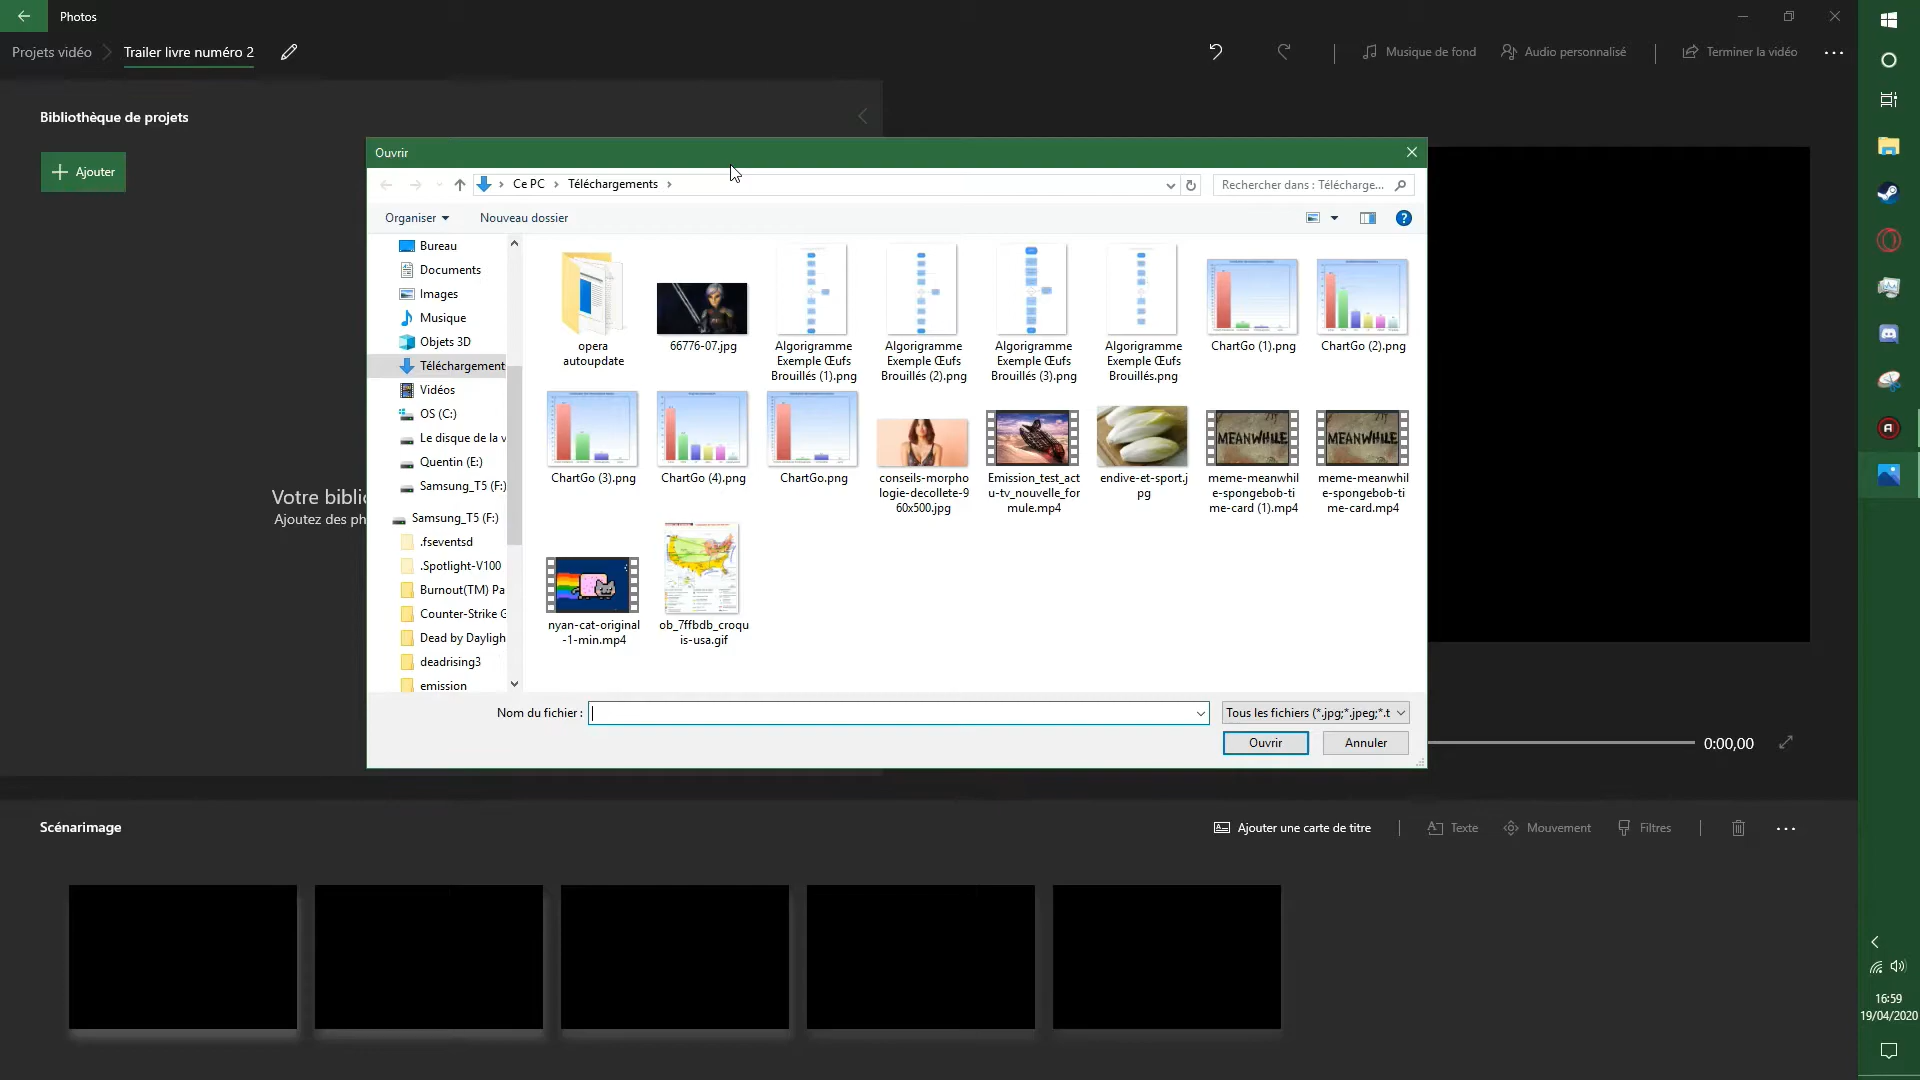 Photos
Projets vidéo
Trailer livre numéro 2
Musique de fond
Audio personnalisé
Terminer la vidéo
Bibliothèque de projets
Ajouter
Votre bibli
Ajoutez des ph
Ouvrir
Ce PC
Téléchargements
Rechercher dans : Télécharge...
Organiser
Nouveau dossier
Bureau
Documents
Images
Musique
Objets 3D
Téléchargement
Vidéos
OS (C:)
Le disque de la v
Quentin (E:)
Samsung_T5 (F:)
Samsung_T5 (F:)
.fseventsd
.Spotlight-V100
Burnout(TM) Pa
Counter-Strike G
Dead by Dayligh
deadrising3
emission
opera
autoupdate
66776-07.jpg
Algorigramme
Exemple Œufs
Brouillés (1).png
Algorigramme
Exemple Œufs
Brouillés (2).png
Algorigramme
Exemple Œufs
Brouillés (3).png
Algorigramme
Exemple Œufs
Brouillés.png
ChartGo (1).png
ChartGo (2).png
ChartGo (3).png
ChartGo (4).png
ChartGo.png
conseils-morpho
logie-decollete-9
60x500.jpg
Emission_test_act
u-tv_nouvelle_for
mule.mp4
endive-et-sport.j
pg
MEANWHILE
meme-meanwhil
e-spongebob-ti
me-card (1).mp4
MEANWHILE
meme-meanwhil
e-spongebob-ti
me-card.mp4
nyan-cat-original
-1-min.mp4
ob_7ffbdb_croqu
is-usa.gif
Nom du fichier :
Tous les fichiers (*.jpg;*.jpeg;*.t
Ouvrir
Annuler
0:00,00
Scénarimage
Ajouter une carte de titre
Texte
Mouvement
Filtres
16:59
19/04/2020